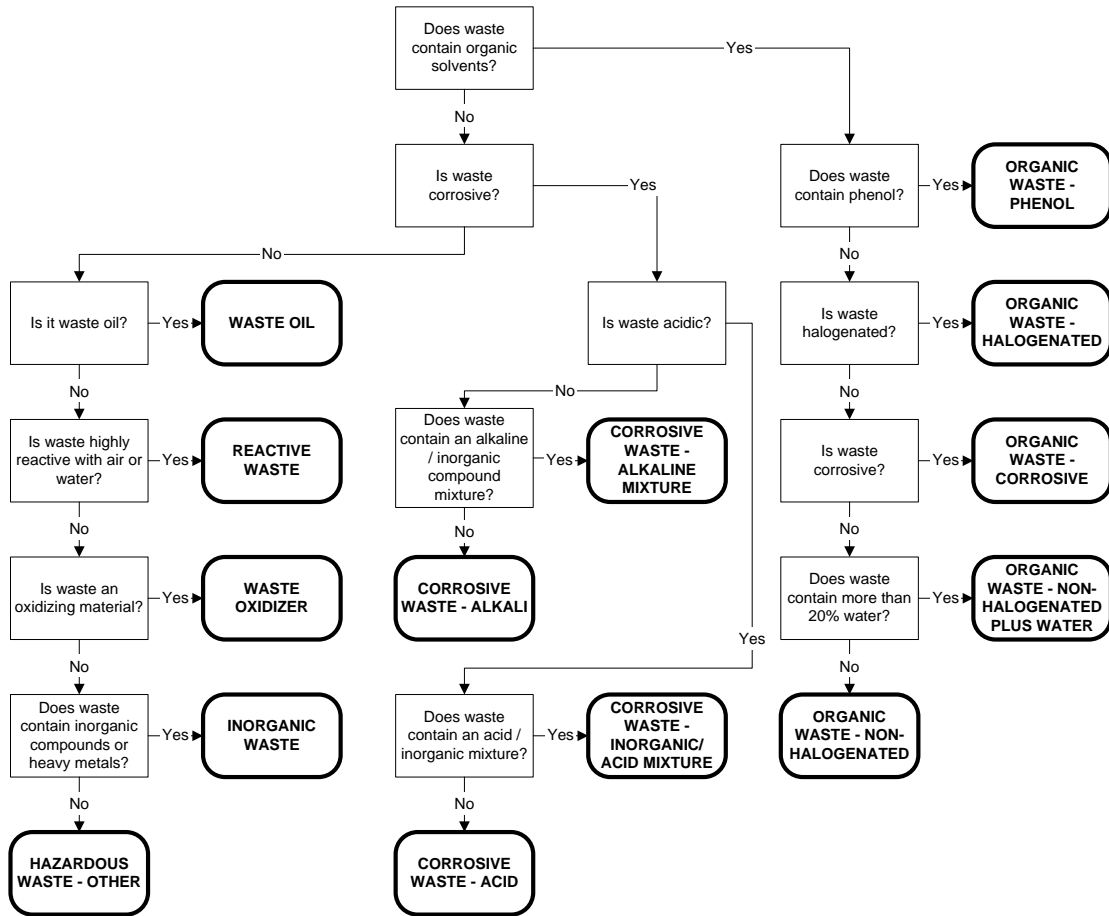 Does waste
contain organic
solvents?
Yes
No
Is waste
corrosive?
Yes
Does waste
contain phenol?
Yes
ORGANIC
WASTE -
PHENOL
No
No
Is it waste oil?
Yes
WASTE OIL
Is waste acidic?
Is waste
halogenated?
Yes
ORGANIC
WASTE -
HALOGENATED
No
No
No
Is waste highly
reactive with air or
water?
Yes
REACTIVE
WASTE
Does waste
contain an alkaline
/ inorganic
compound
mixture?
Yes
CORROSIVE
WASTE -
ALKALINE
MIXTURE
Is waste
corrosive?
Yes
ORGANIC
WASTE -
CORROSIVE
No
No
No
Is waste an
oxidizing material?
Yes
WASTE
OXIDIZER
CORROSIVE
WASTE - ALKALI
Does waste
contain more than
20% water?
Yes
ORGANIC
WASTE - NON-
HALOGENATED
PLUS WATER
Yes
No
No
Does waste
contain inorganic
compounds or
heavy metals?
Yes
INORGANIC
WASTE
Does waste
contain an acid /
inorganic mixture?
Yes
CORROSIVE
WASTE -
INORGANIC/
ACID MIXTURE
ORGANIC
WASTE - NON-
HALOGENATED
No
No
HAZARDOUS
WASTE - OTHER
CORROSIVE
WASTE - ACID